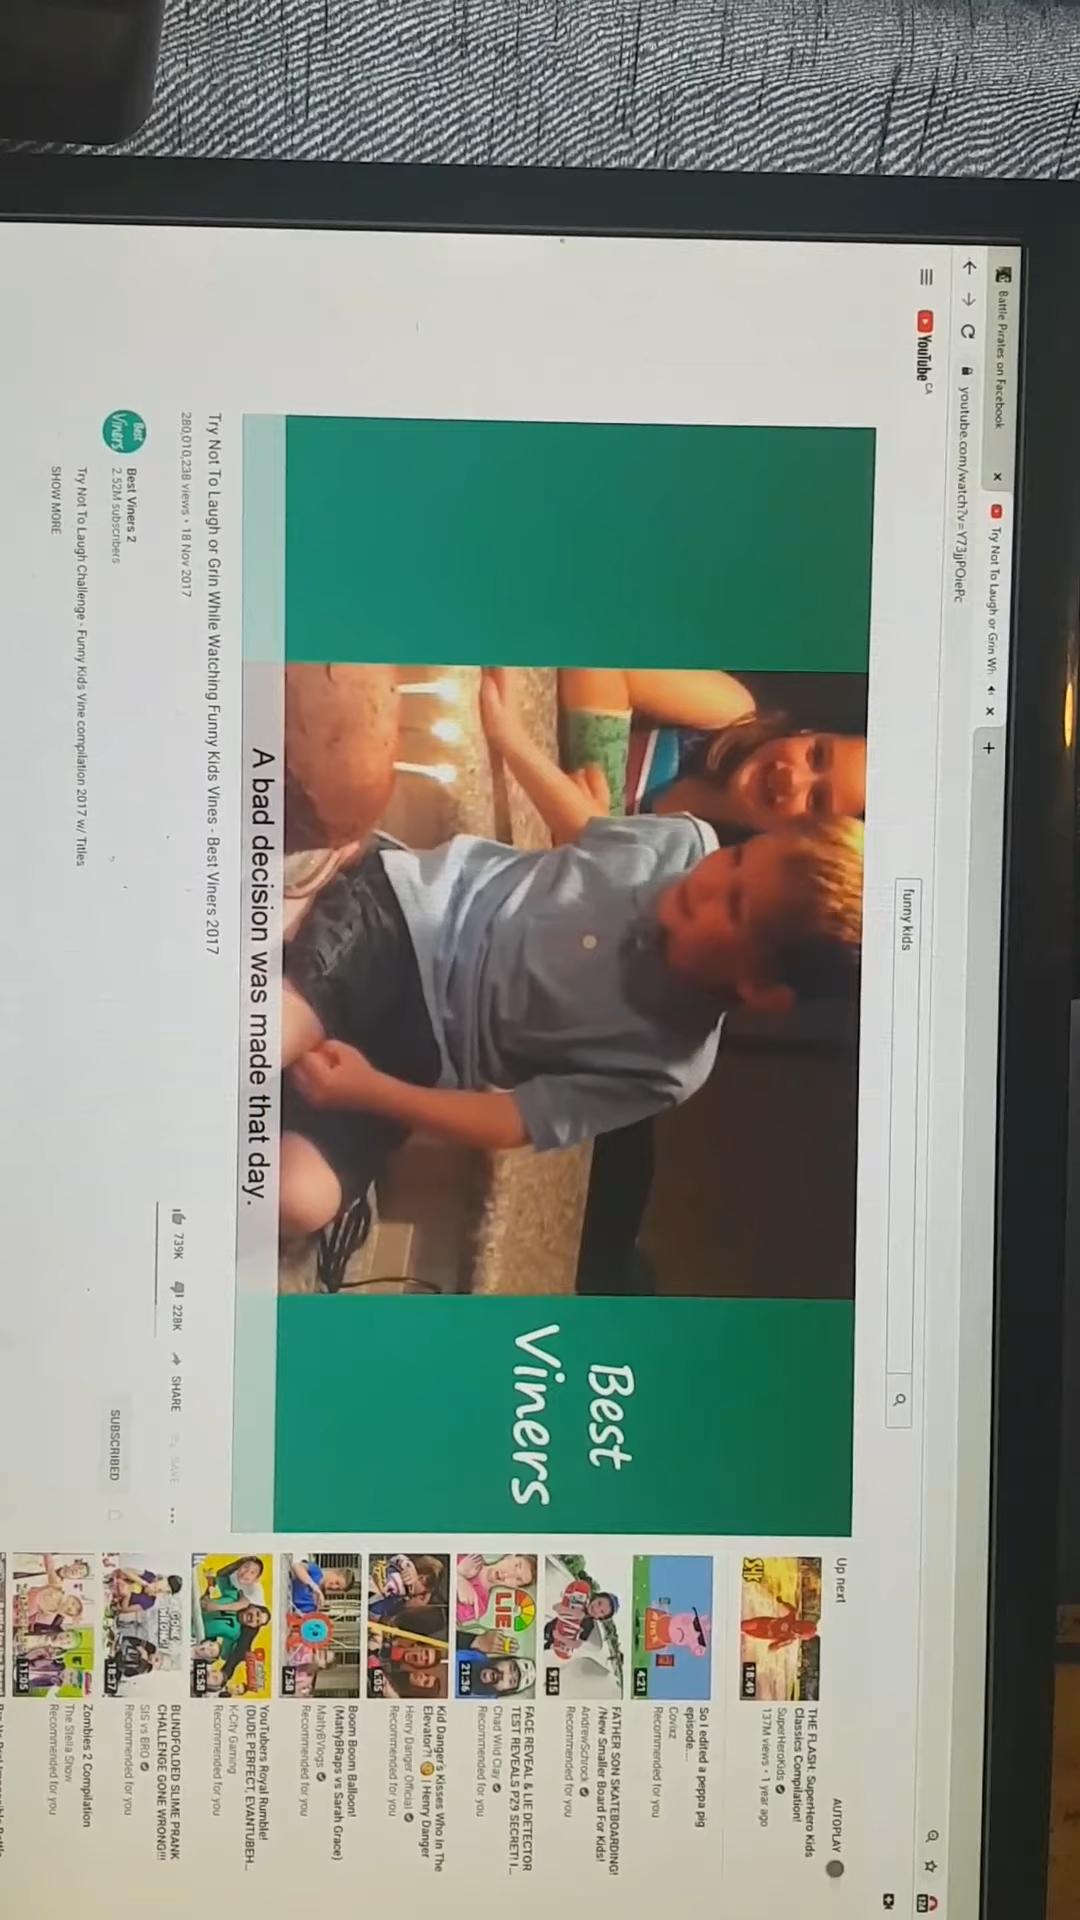 Battle Pirates on Facebook
Try Not To Laugh or Grin Wh
youtube.com/watch?v=Y73jjPOiePc
YouTube CA
funny kids
Best
Viners
A bad decision was made that day.
Try Not To Laugh or Grin While Watching Funny Kids Vines - Best Viners 2017
280,010,238 views • 18 Nov 2017
739K
228K
SHARE
SAVE
Best
Viners
Best Viners 2
2.52M subscribers
SUBSCRIBED
Try Not To Laugh Challenge - Funny Kids Vine compilation 2017 w/ Titles
SHOW MORE
Up next
AUTOPLAY
18:49
THE FLASH: SuperHero Kids
Classics Compilation!
SuperHeroKids
137M views • 1 year ago
4:21
So I edited a peppa pig
episode....
Covixz
Recommended for you
9:15
FATHER SON SKATEBOARDING!
/New Smaller Board For Kids!
AndrewSchrock
Recommended for you
LIE
21:36
FACE REVEAL & LIE DETECTOR
TEST REVEALS PZ9 SECRET! I...
Chad Wild Clay
Recommended for you
6:05
Kid Danger's Kisses Who In The
Elevator?! | Henry Danger
Henry Danger Official
Recommended for you
7:58
Boom Boom Balloon!
(MattyBRaps vs Sarah Grace)
MattyBVlogs
Recommended for you
15:58
YouTubers Royal Rumble!
(DUDE PERFECT EVANTUBEH...
K-City Gaming
Recommended for you
GONE
WRONG!
18:37
BLINDFOLDED SLIME PRANK
CHALLENGE GONE WRONG!!!
SIS vs BRO
Recommended for you
11:05
Zombies 2 Compilation
The Stella Show
Recommended for you